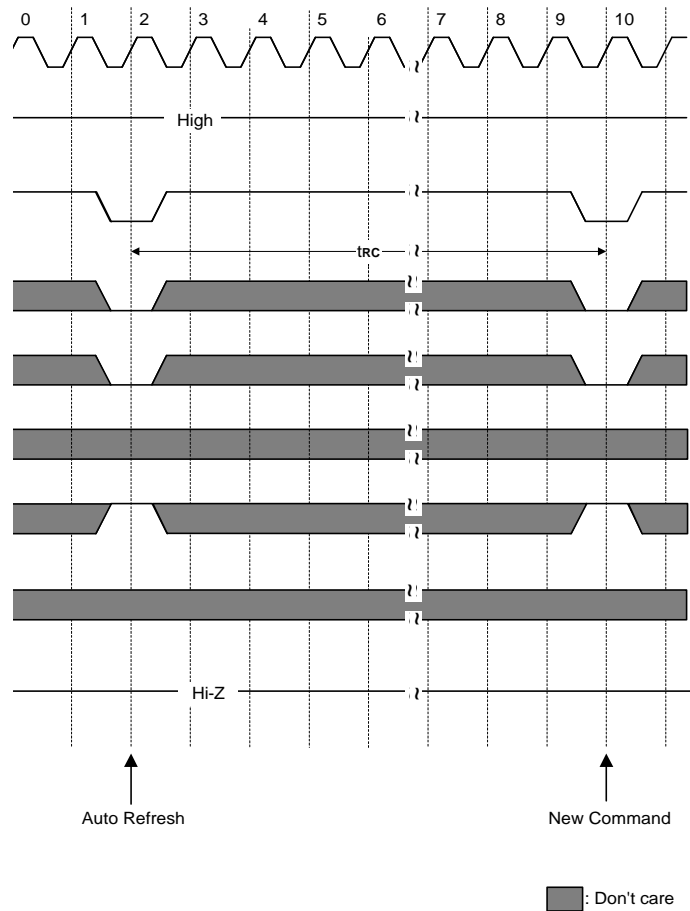 0 1 2 3 4 5 6 7 8 9 10
High
tRC
Hi-Z
Auto Refresh New Command
: Don't care